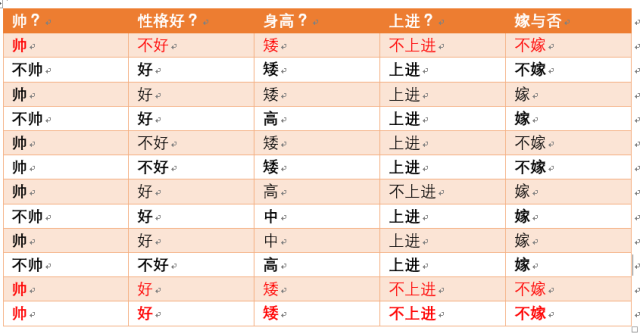 帅？ 性格好？ 身高？ 上进？ 嫁与否
帅 不好 矮 不上进 不嫁
不帅 好 矮 上进 不嫁
帅 好 矮 上进 嫁
不帅 好 高 上进 嫁
帅 不好 矮 上进 不嫁
帅 不好 矮 上进 不嫁
帅 好 高 不上进 嫁
不帅 好 中 上进 嫁
帅 好 中 上进 嫁
不帅 不好 高 上进 嫁
帅 好 矮 不上进 不嫁
帅 好 矮 不上进 不嫁